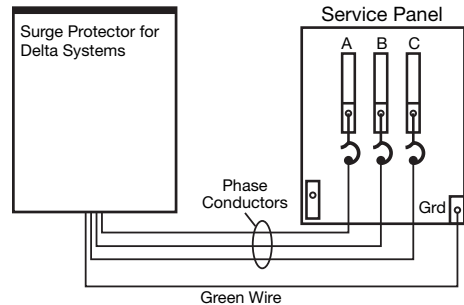 Surge Protector for
Delta Systems
Service Panel
A B C
Phase
Conductors
Grd
Green Wire